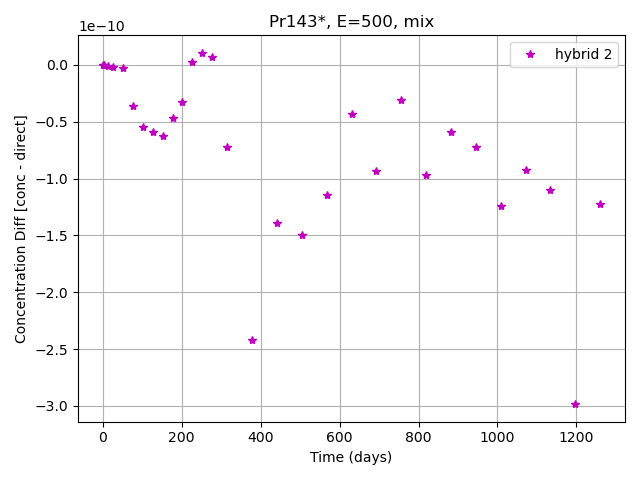 Pr143*, E=500, mix
1e−10
hybrid 2
0.0
−0.5
−1.0
−1.5
−2.0
−2.5
−3.0
Concentration Diff [conc - direct]
0 200 400 600 800 1000 1200
Time (days)